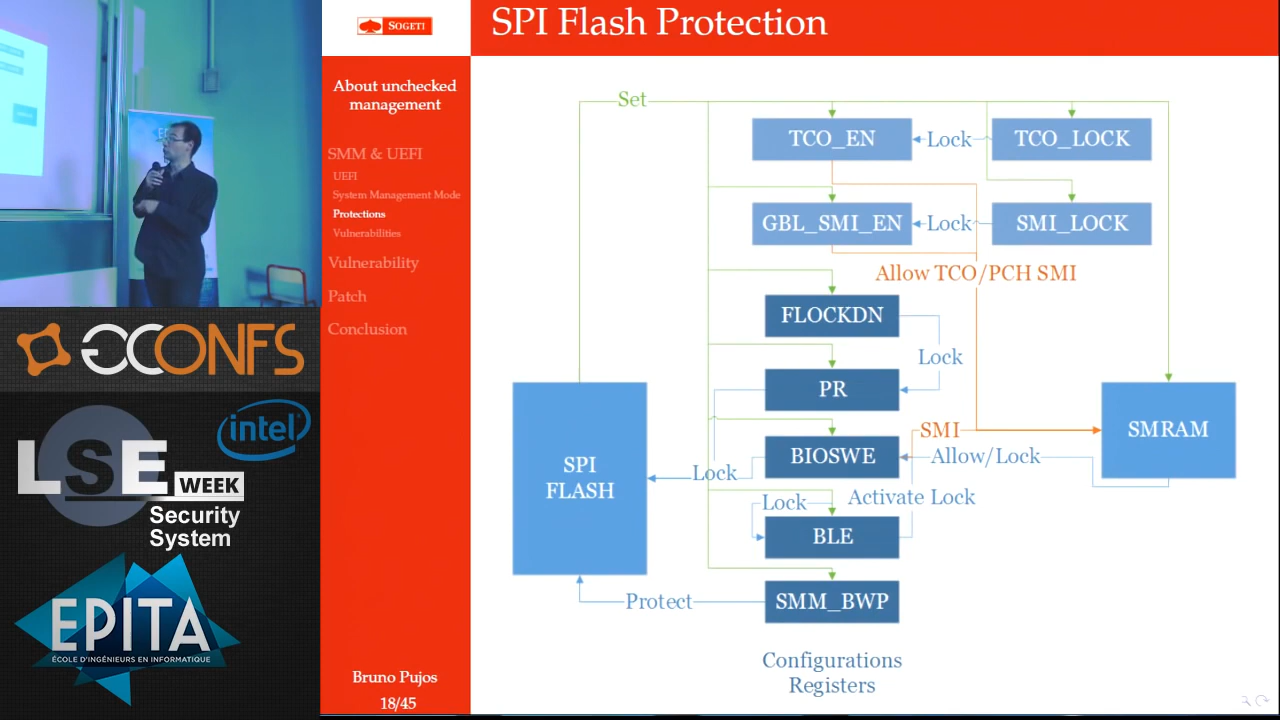 SOGETI
SPI Flash Protection
About unchecked
management
SMM & UEFI
UEFI
System Management Mode
Protections
Vulnerabilities
Vulnerability
Patch
Conclusion
Bruno Pujos
18/45
Set
TCO_EN
Lock
TCO_LOCK
GBL_SMI_EN
Lock
SMI_LOCK
Allow TCO/PCH SMI
FLOCKDN
Lock
PR
SMI
SMRAM
BIOSWE
Allow/Lock
SPI
FLASH
Lock
Lock
Activate Lock
BLE
Protect
SMM_BWP
Configurations
Registers
GCONFS
intel
LSE
WEEK
Security
System
EPITA
ÉCOLE D'INGÉNIEURS EN INFORMATIQUE